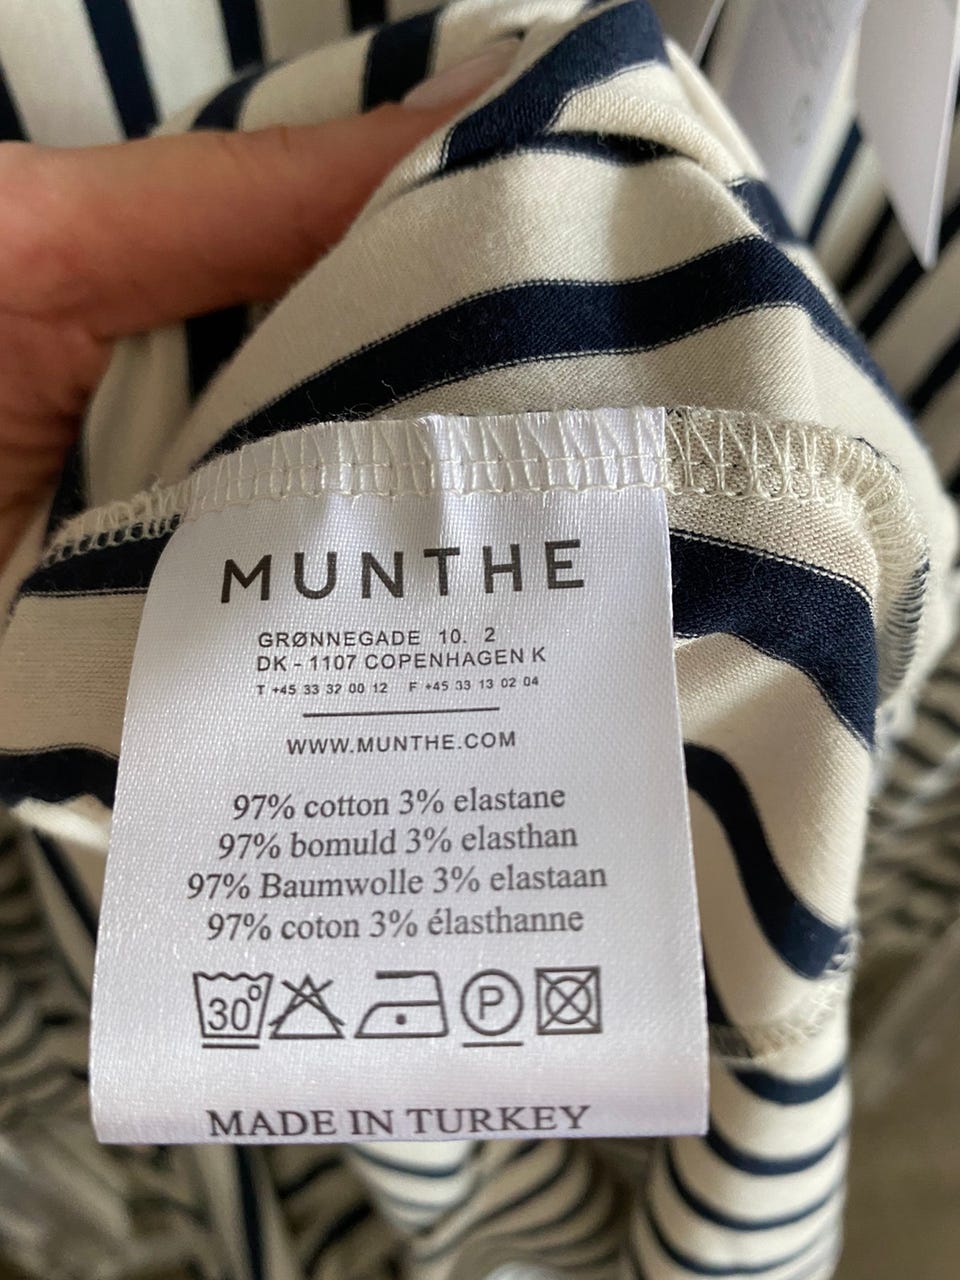 MUNTHE
GRØNNEGADE 10. 2
DK - 1107 COPENHAGEN K
T +45 33 32 00 12 F +45 33 13 02 04
WWW.MUNTHE.COM
97% cotton 3% elastane
97% bomuld 3% elasthan
97% Baumwolle 3% elastaan
97% coton 3% élasthanne
30° P
MADE IN TURKEY